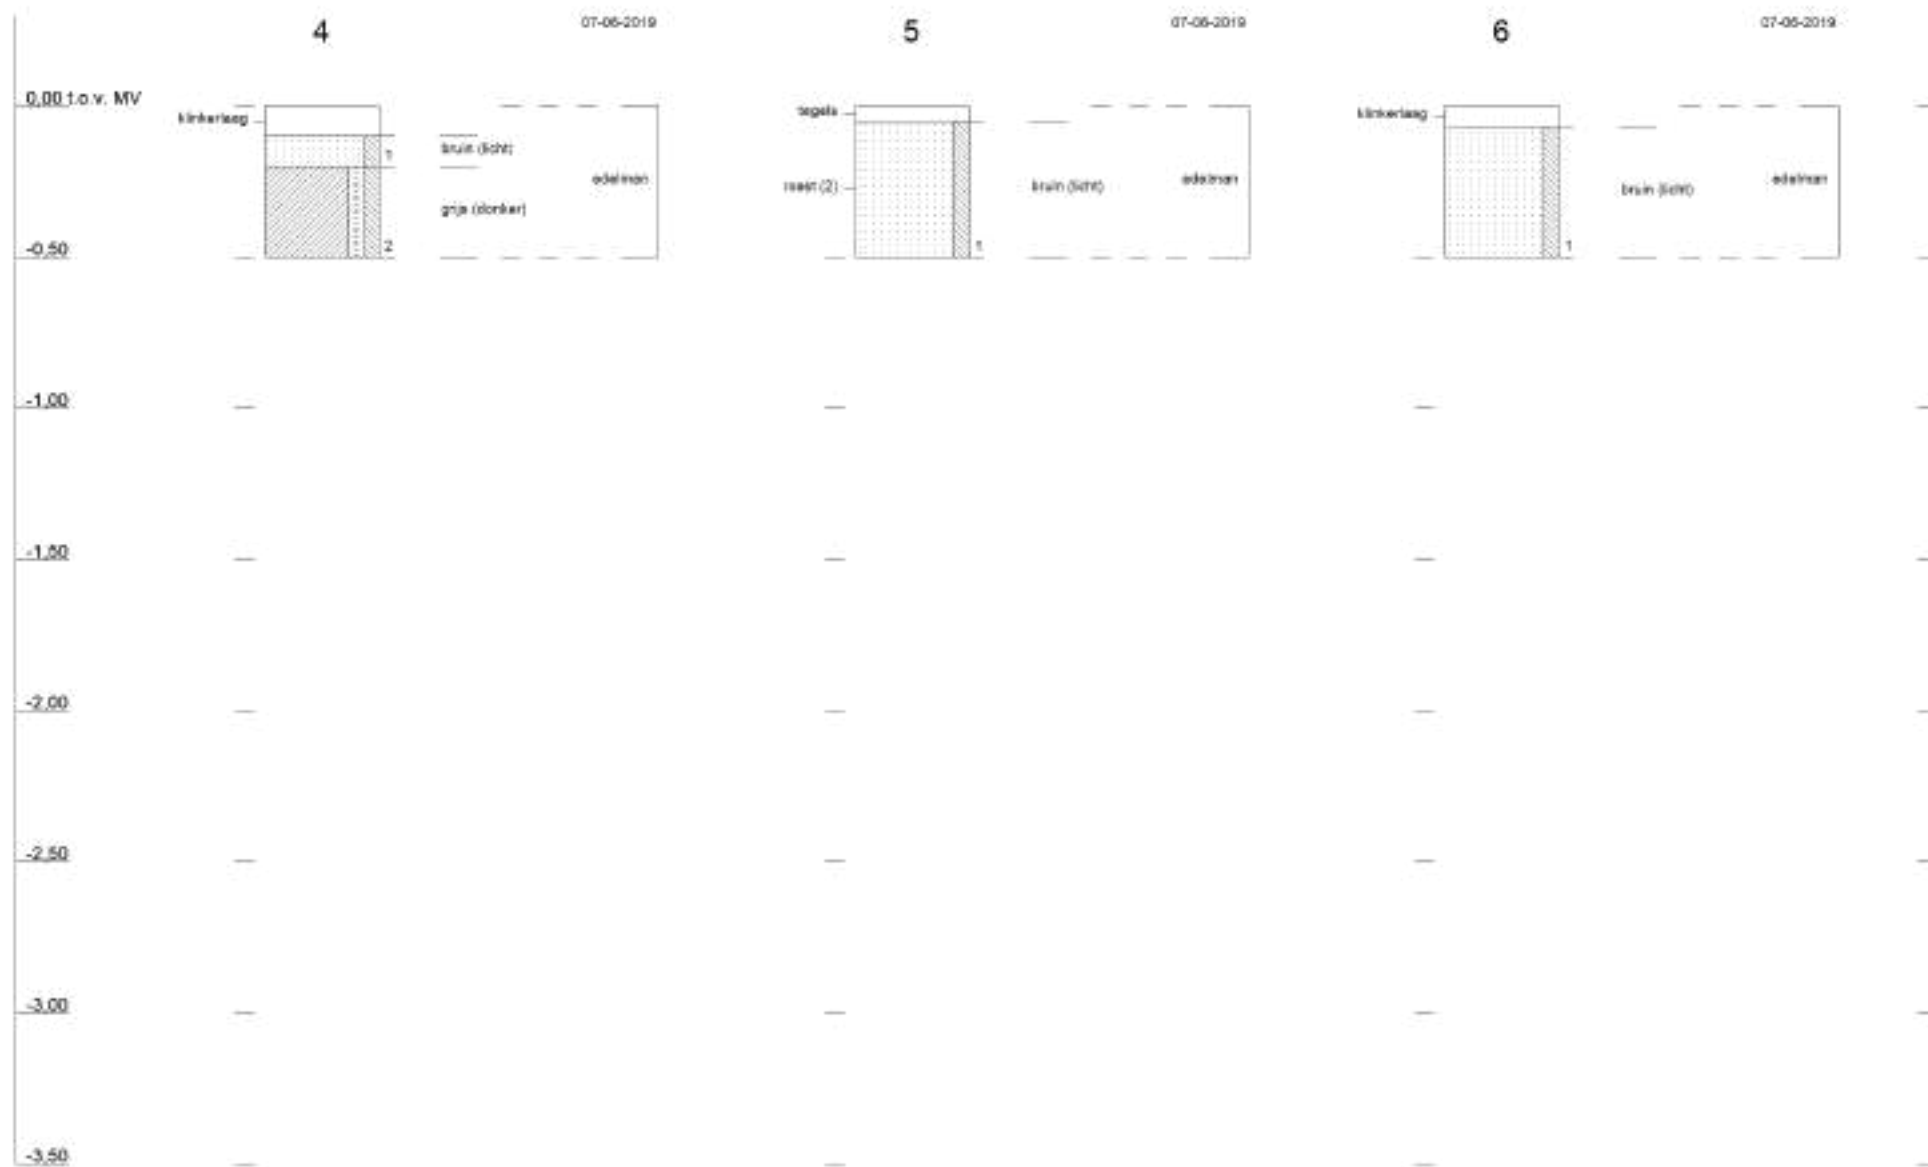 4 07-06-2019
5 07-06-2019
6 07-06-2019
0,00 t.o.v. MV
-0,50
-1,00
-1,50
-2,00
-2,50
-3,00
-3,50
klinkerlaag
1
2
bruin (licht)
grijs (donker)
edelman
tegels
roest (2)
1
bruin (licht)
edelman
klinkerlaag
1
bruin (licht)
edelman